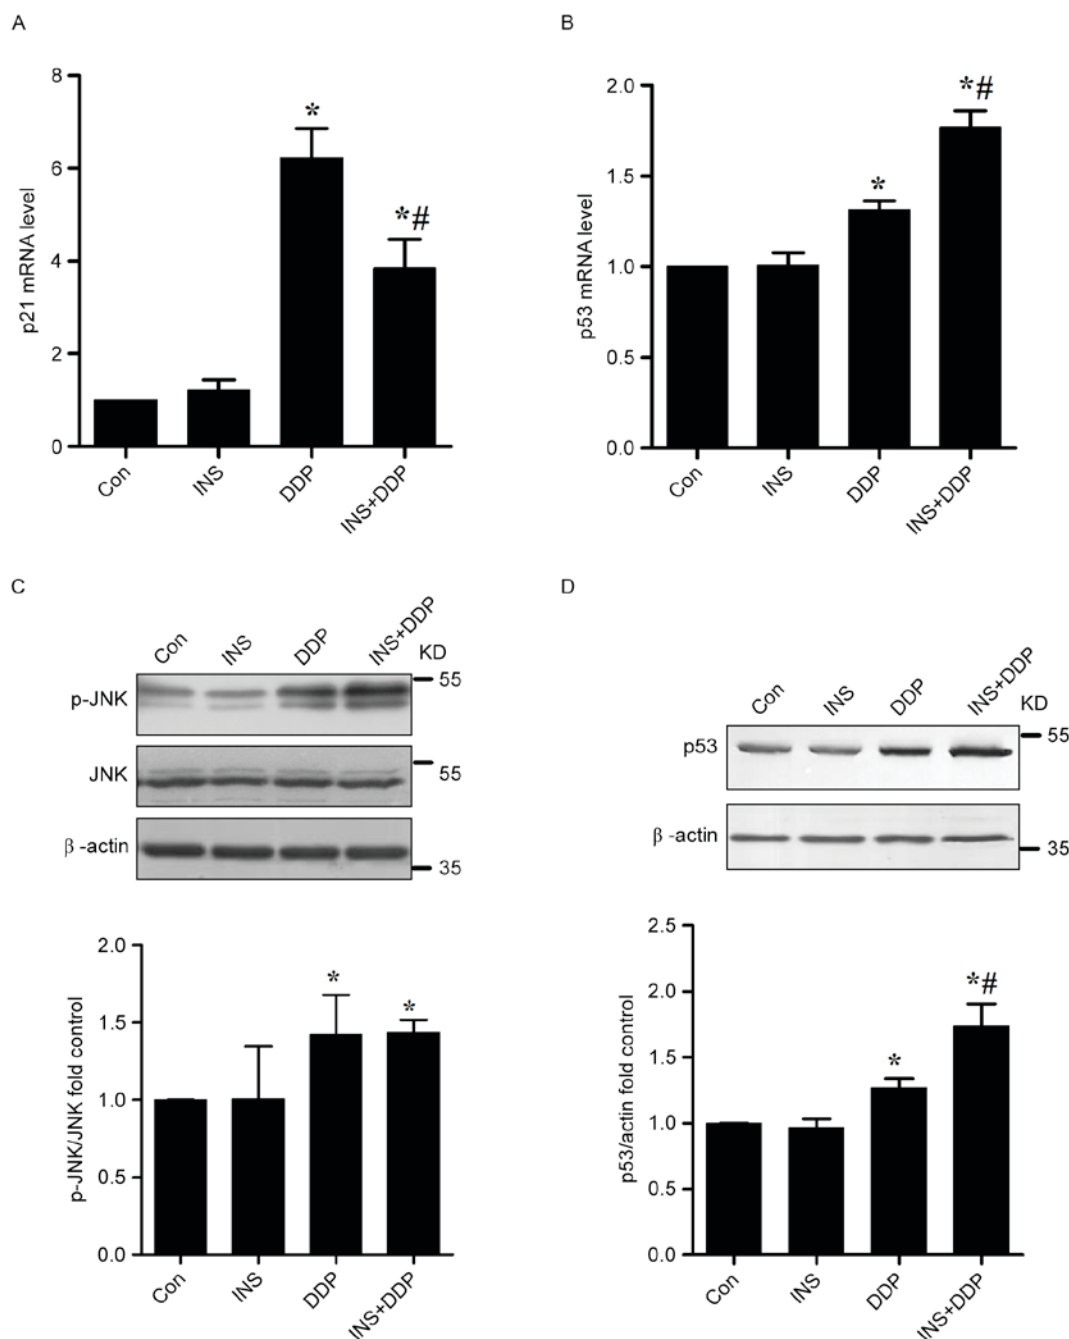 A
p21 mRNA level
8
6
4
2
0
*
*#
Con
INS
DDP
INS+DDP
B
p53 mRNA level
2.0
1.5
1.0
0.5
0.0
*
*#
Con
INS
DDP
INS+DDP
C
Con
INS
DDP
INS+DDP
KD
p-JNK
55
JNK
55
β -actin
35
p-JNK/JNK fold control
2.0
1.5
1.0
0.5
0.0
*
*
Con
INS
DDP
INS+DDP
D
Con
INS
DDP
INS+DDP
KD
p53
55
β -actin
35
p53/actin fold control
2.5
2.0
1.5
1.0
0.5
0.0
*
*#
Con
INS
DDP
INS+DDP